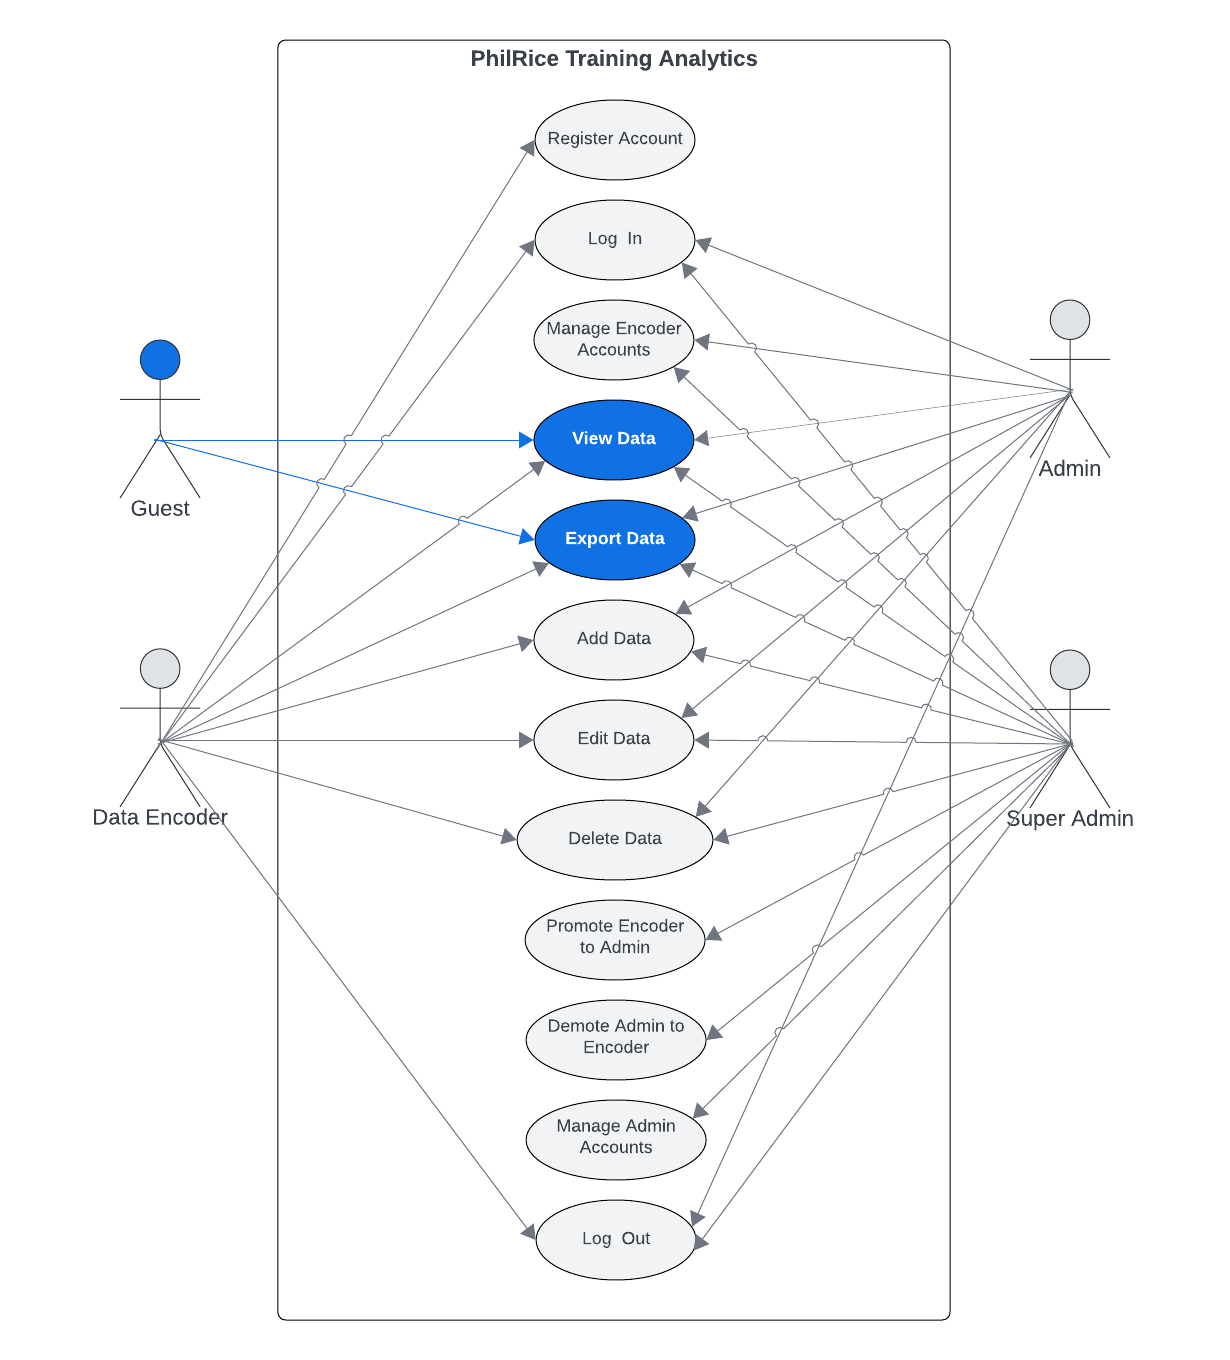 PhilRice Training Analytics
Register Account
Log In
Manage Encoder
Accounts
View Data
Export Data
Add Data
Edit Data
Delete Data
Promote Encoder
to Admin
Demote Admin to
Encoder
Manage Admin
Accounts
Log Out
Guest
Data Encoder
Admin
Super Admin